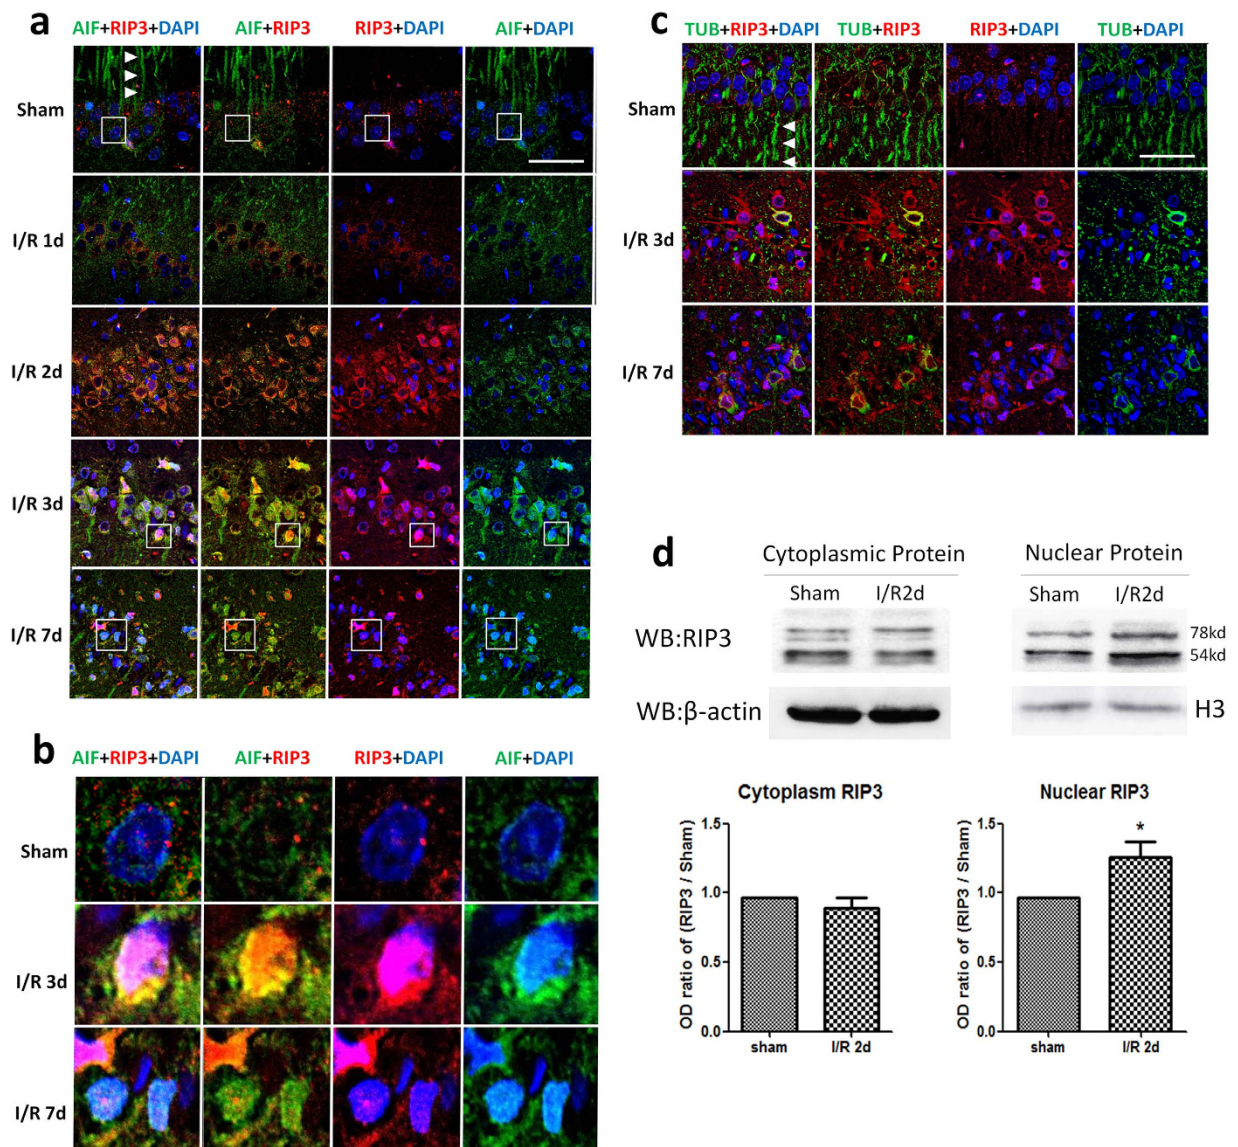 a
AIF+RIP3+DAPI AIF+RIP3 RIP3+DAPI AIF+DAPI
Sham
I/R 1d
I/R 2d
I/R 3d
I/R 7d
b
AIF+RIP3+DAPI AIF+RIP3 RIP3+DAPI AIF+DAPI
Sham
I/R 3d
I/R 7d
c
TUB+RIP3+DAPI TUB+RIP3 RIP3+DAPI TUB+DAPI
Sham
I/R 3d
I/R 7d
d
Cytoplasmic Protein Nuclear Protein
Sham I/R2d Sham I/R2d
WB:RIP3 78kd
54kd
WB:β-actin H3
Cytoplasm RIP3
OD ratio of (RIP3 / Sham)
1.5
1.0
0.5
0.0
sham I/R 2d
Nuclear RIP3
OD ratio of (RIP3 / Sham)
1.5
1.0
0.5
0.0
*
sham I/R 2d